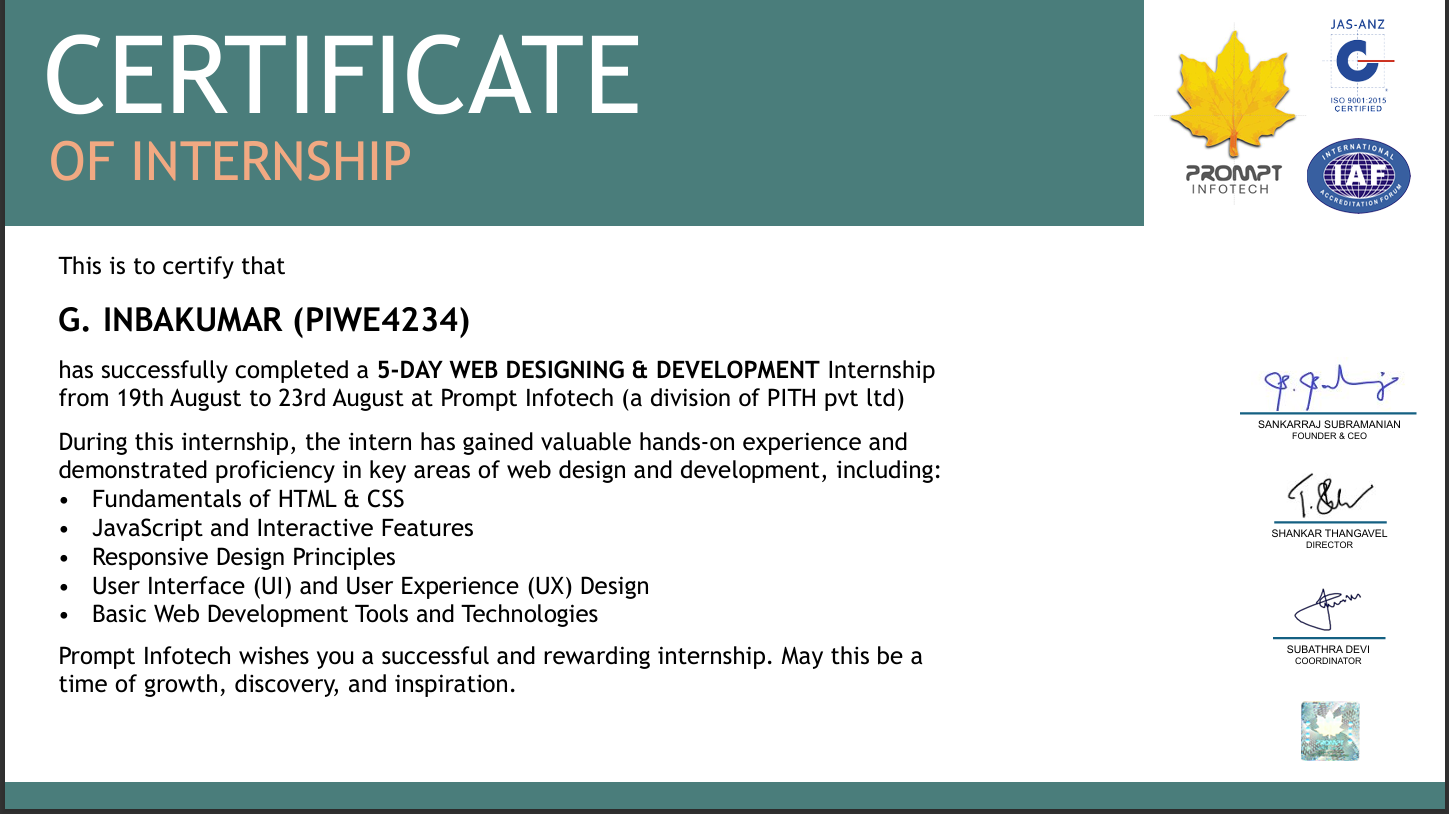 CERTIFICATE
OF INTERNSHIP
PROMPT
INFOTECH
JAS-ANZ
ISO 9001:2015
CERTIFIED
INTERNATIONAL
IAF
ACCREDITATION FORUM
This is to certify that
G. INBAKUMAR (PIWE4234)
has successfully completed a 5-DAY WEB DESIGNING & DEVELOPMENT Internship
from 19th August to 23rd August at Prompt Infotech (a division of PITH pvt ltd)
During this internship, the intern has gained valuable hands-on experience and
demonstrated proficiency in key areas of web design and development, including:
• Fundamentals of HTML & CSS
• JavaScript and Interactive Features
• Responsive Design Principles
• User Interface (UI) and User Experience (UX) Design
• Basic Web Development Tools and Technologies
Prompt Infotech wishes you a successful and rewarding internship. May this be a
time of growth, discovery, and inspiration.
SANKARRAJ SUBRAMANIAN
FOUNDER & CEO
SHANKAR THANGAVEL
DIRECTOR
SUBATHRA DEVI
COORDINATOR